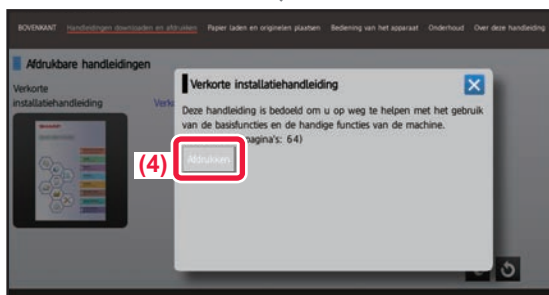 BOVENKANT Handleidingen downloaden en afdrukken Papier laden en originelen plaatsen Bediening van het apparaat Onderhoud Over deze handleiding
Afdrukbare handleidingen
Verkorte
installatiehandleiding
SHARP
Verkorte installatiehandleiding
Deze handleiding is bedoeld om u op weg te helpen met het gebruik
van de basisfuncties en de handige functies van de machine.
pagina's: 64)
(4)
Afdrukken